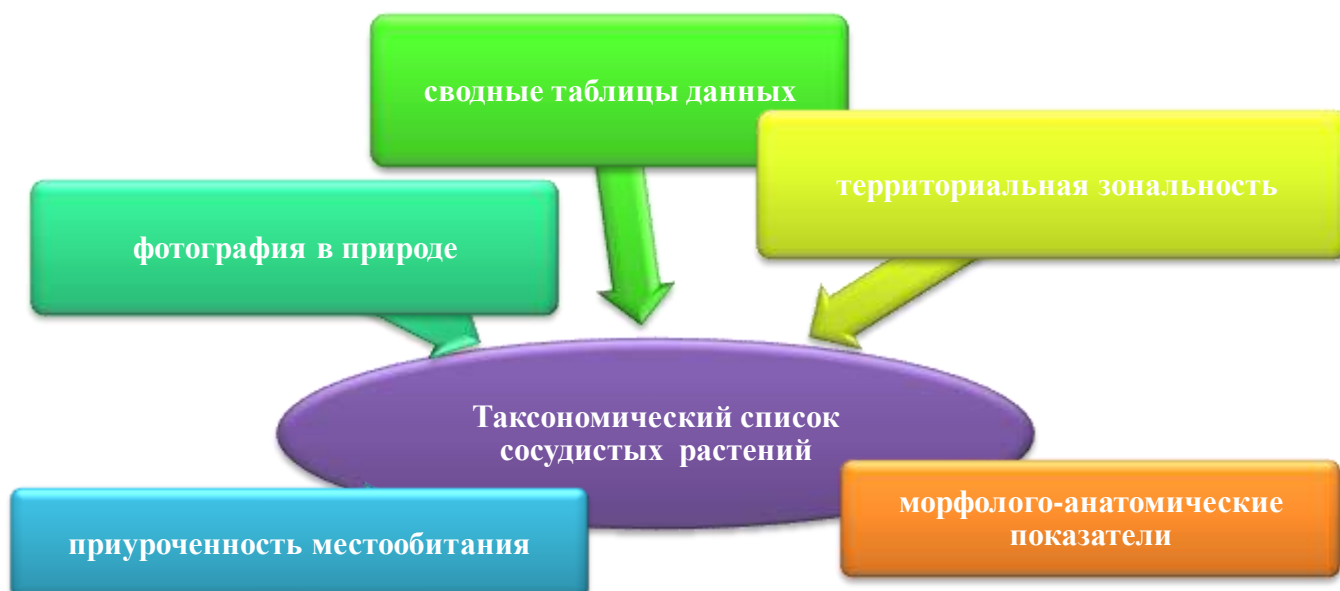 сводные таблицы данных
территориальная зональность
фотография в природе
Таксономический список
сосудистых растений
приуроченность местообитания
морфолого-анатомические
показатели